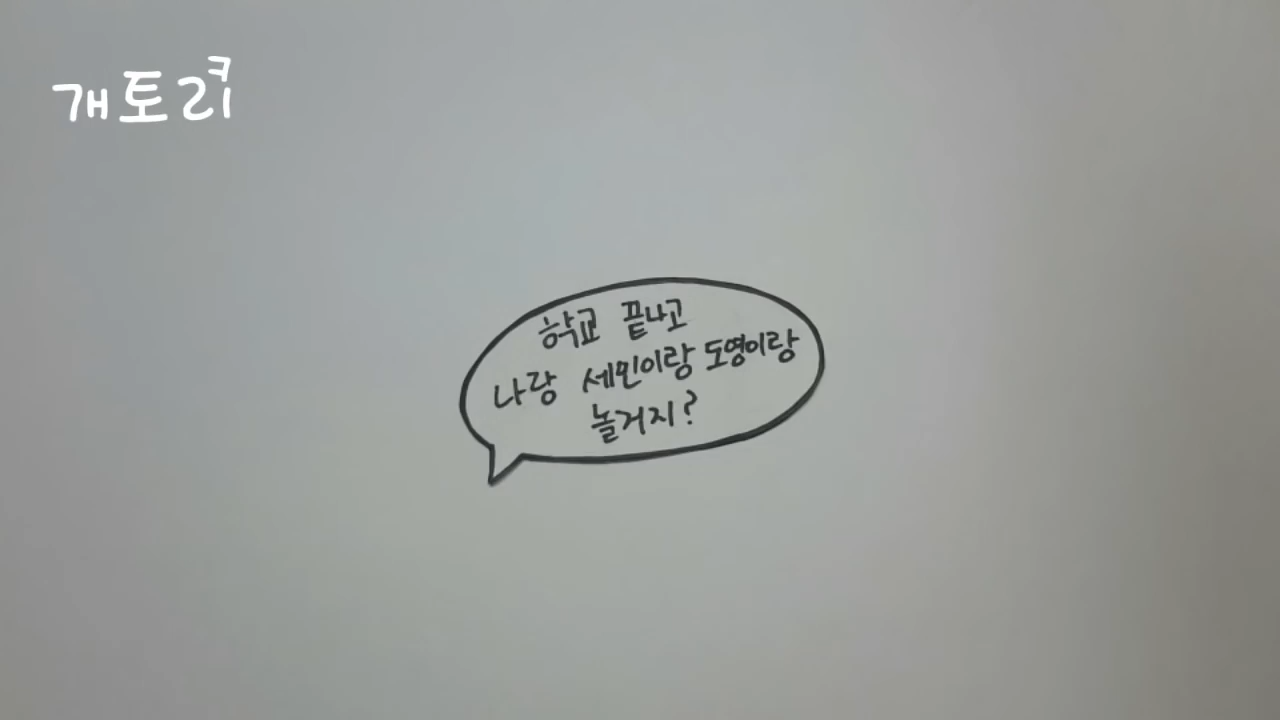 개토리
ㅋ
학교 끝나고
나랑 세민이랑 도영이랑
놀거지?